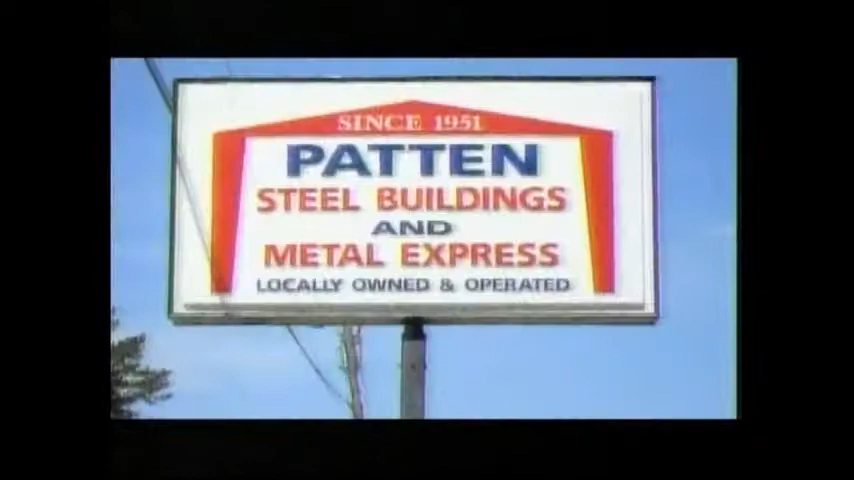 SINCE 1951
PATTEN
STEEL BUILDINGS
AND
METAL EXPRESS
LOCALLY OWNED & OPERATED